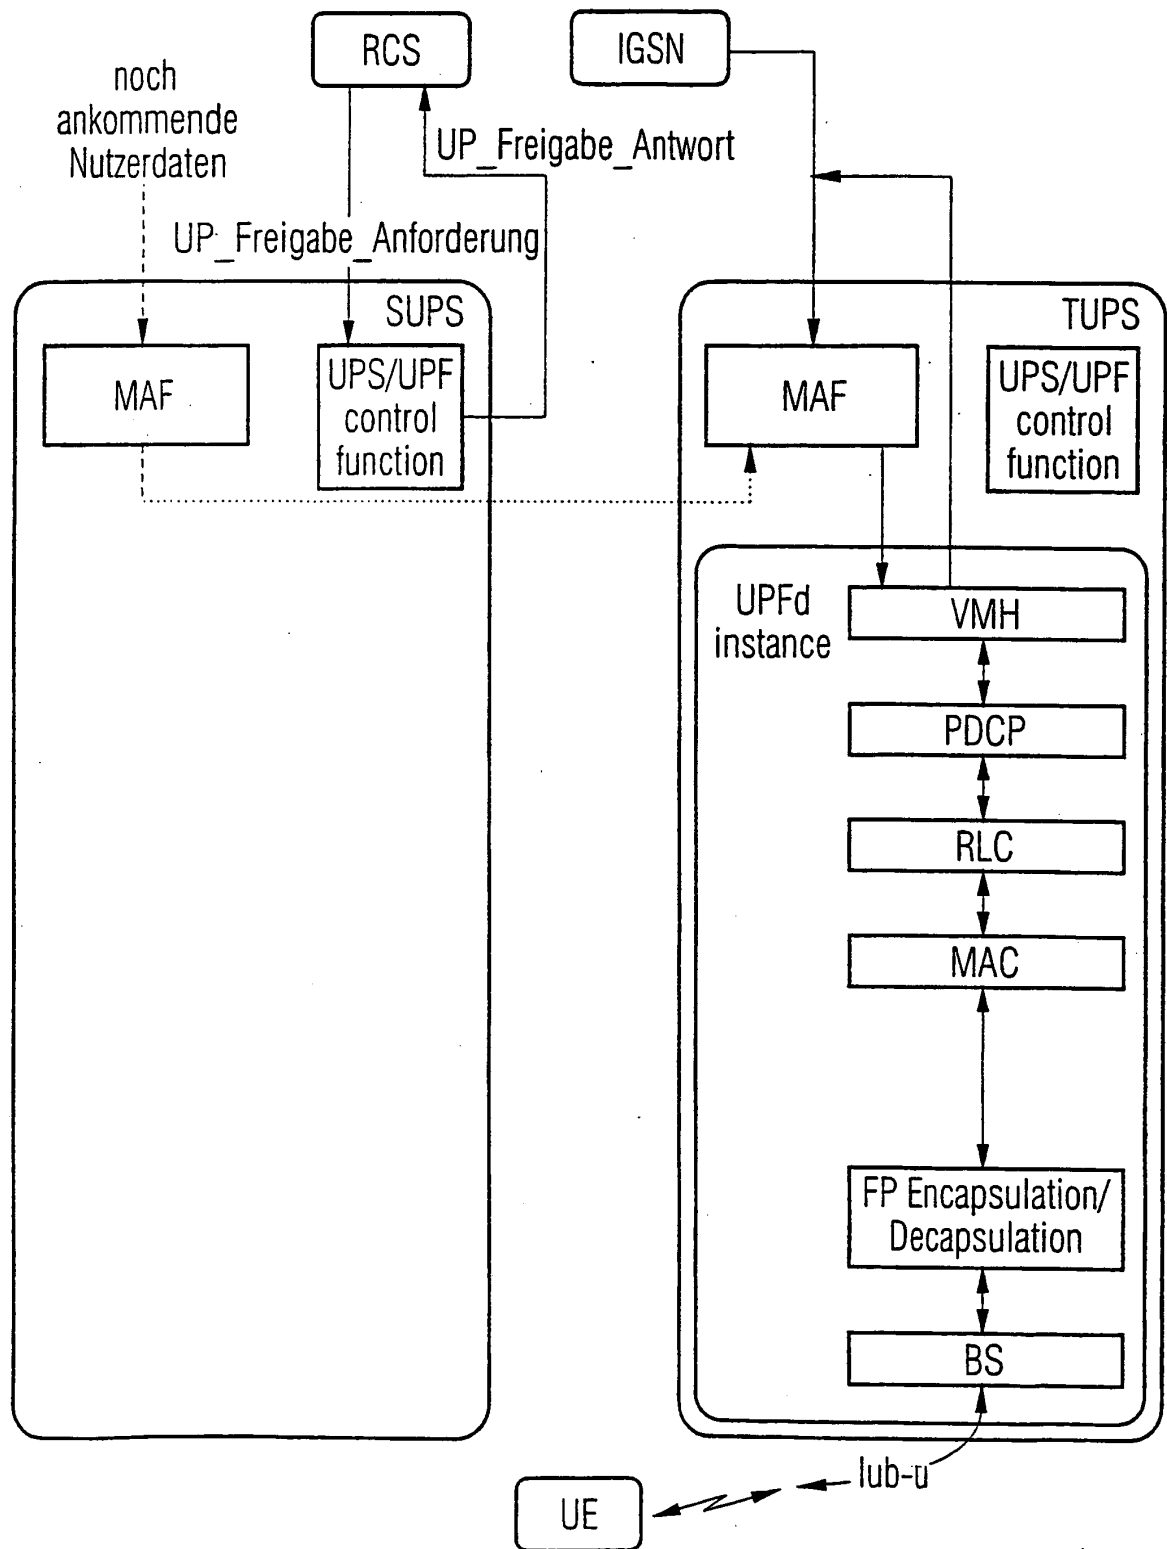 RCS
IGSN
noch
ankommende
Nutzerdaten
UP_Freigabe_Antwort
UP_Freigabe_Anforderung
SUPS
MAF
UPS/UPF
control
function
TUPS
MAF
UPS/UPF
control
function
UPFd
instance
VMH
PDCP
RLC
MAC
FP Encapsulation/
Decapsulation
BS
Iub-u
UE